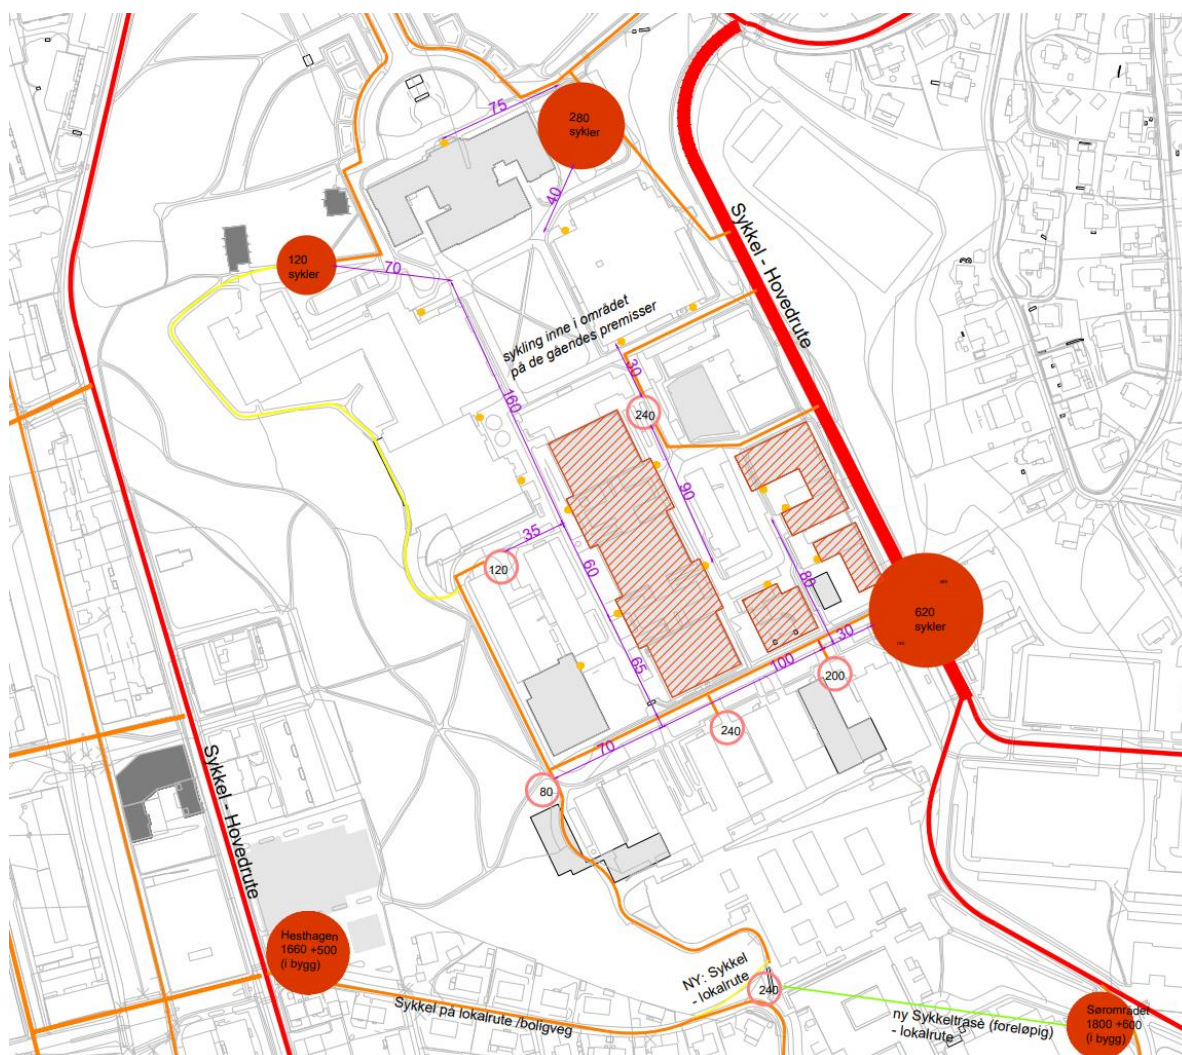 75
280
sykler
40
Sykkel - Hovedrute
120
sykler
70
sykling inne i området
på de gåendes premisser
30
160
240
90
35
120
60
80
620
sykler
30
65
100
200
240
70
80
Sykkel - Hovedrute
Hesthagen
1660 +500
(i bygg)
NY: Sykkel
- lokalrute
240
Sykkel på lokalrute /boligveg
ny Sykkeltrasè (foreløpig)
- lokalrute
Sørområdet
1800 +600
(i bygg)